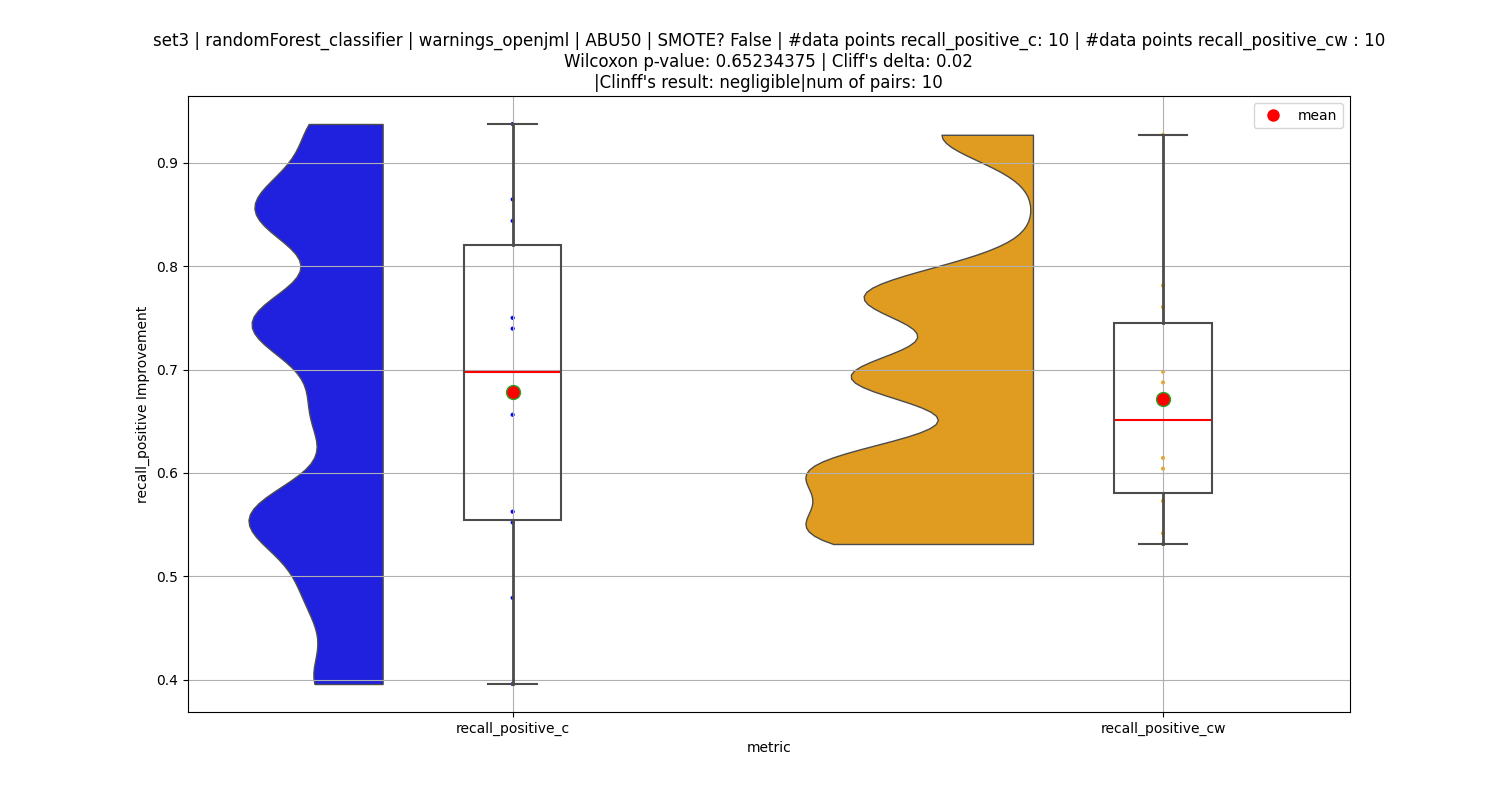 set3 | randomForest_classifier | warnings_openjml | ABU50 | SMOTE? False | #data points recall_positive_c: 10 | #data points recall_positive_cw : 10
Wilcoxon p-value: 0.65234375 | Cliff's delta: 0.02
|Clinff's result: negligible|num of pairs: 10
mean
0.9
0.8
0.7
0.6
0.5
0.4
recall_positive Improvement
recall_positive_c
recall_positive_cw
metric